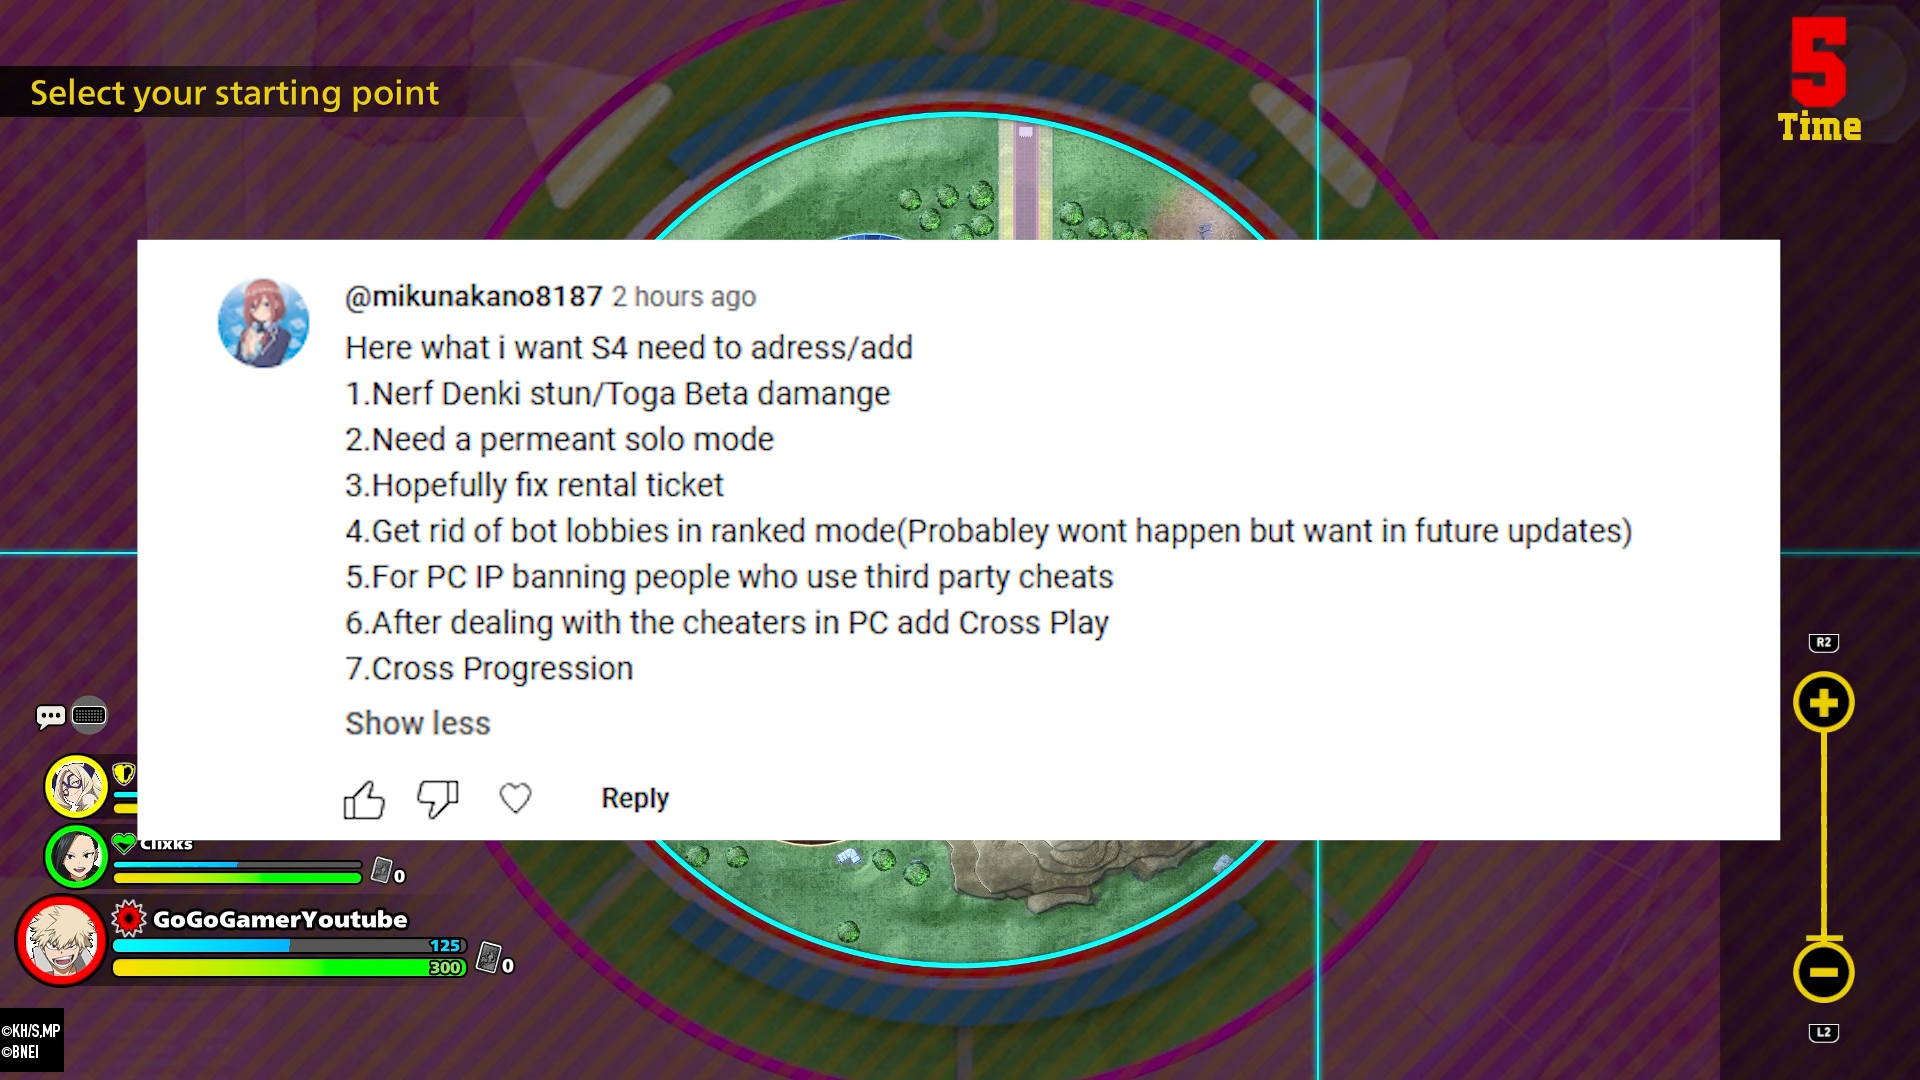 Select your starting point
5
Time
@mikunakano8187 2 hours ago
Here what i want S4 need to adress/add
1.Nerf Denki stun/Toga Beta damange
2.Need a permeant solo mode
3.Hopefully fix rental ticket
4.Get rid of bot lobbies in ranked mode(Probabley wont happen but want in future updates)
5.For PC IP banning people who use third party cheats
6.After dealing with the cheaters in PC add Cross Play
7.Cross Progression
Show less
Reply
R2
Clixks
0
GoGoGamerYoutube
125
300
0
L2
©KH/S,MP
©BNEI